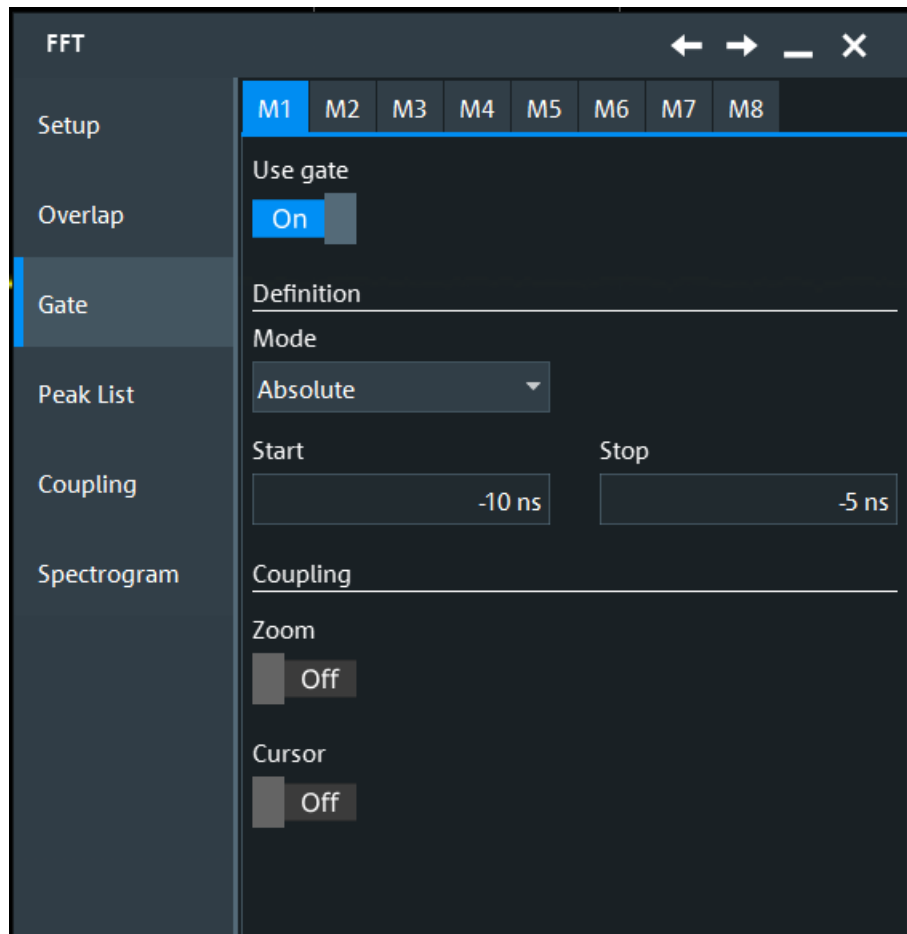 FFT
Setup
Overlap
Gate
Peak List
Coupling
Spectrogram
M1 M2 M3 M4 M5 M6 M7 M8
Use gate
On
Definition
Mode
Absolute
Start Stop
-10 ns -5 ns
Coupling
Zoom
Off
Cursor
Off